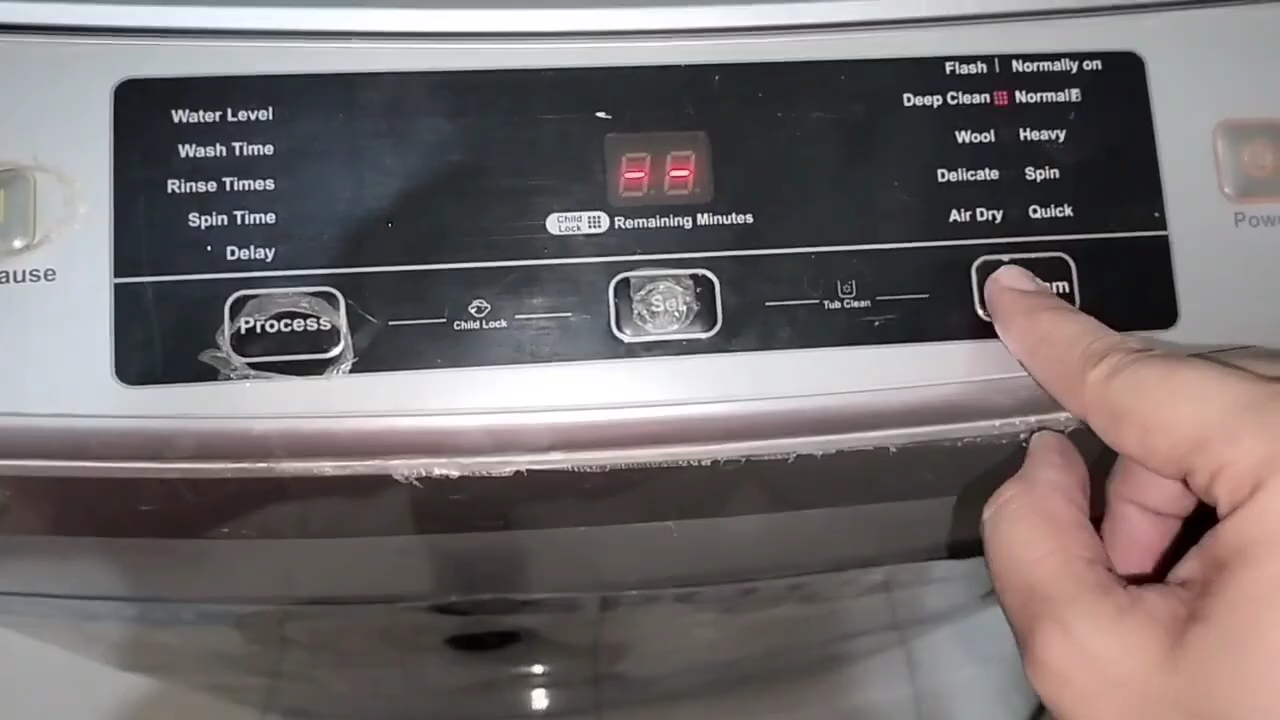 Flash | Normally on
Water Level
Deep Clean Normal
Wash Time
Wool Heavy
Rinse Times
Delicate Spin
Spin Time
Air Dry Quick
Delay
--
Child Lock
Remaining Minutes
ause
Process
Child Lock
Set
Tub Clean
am
Pow